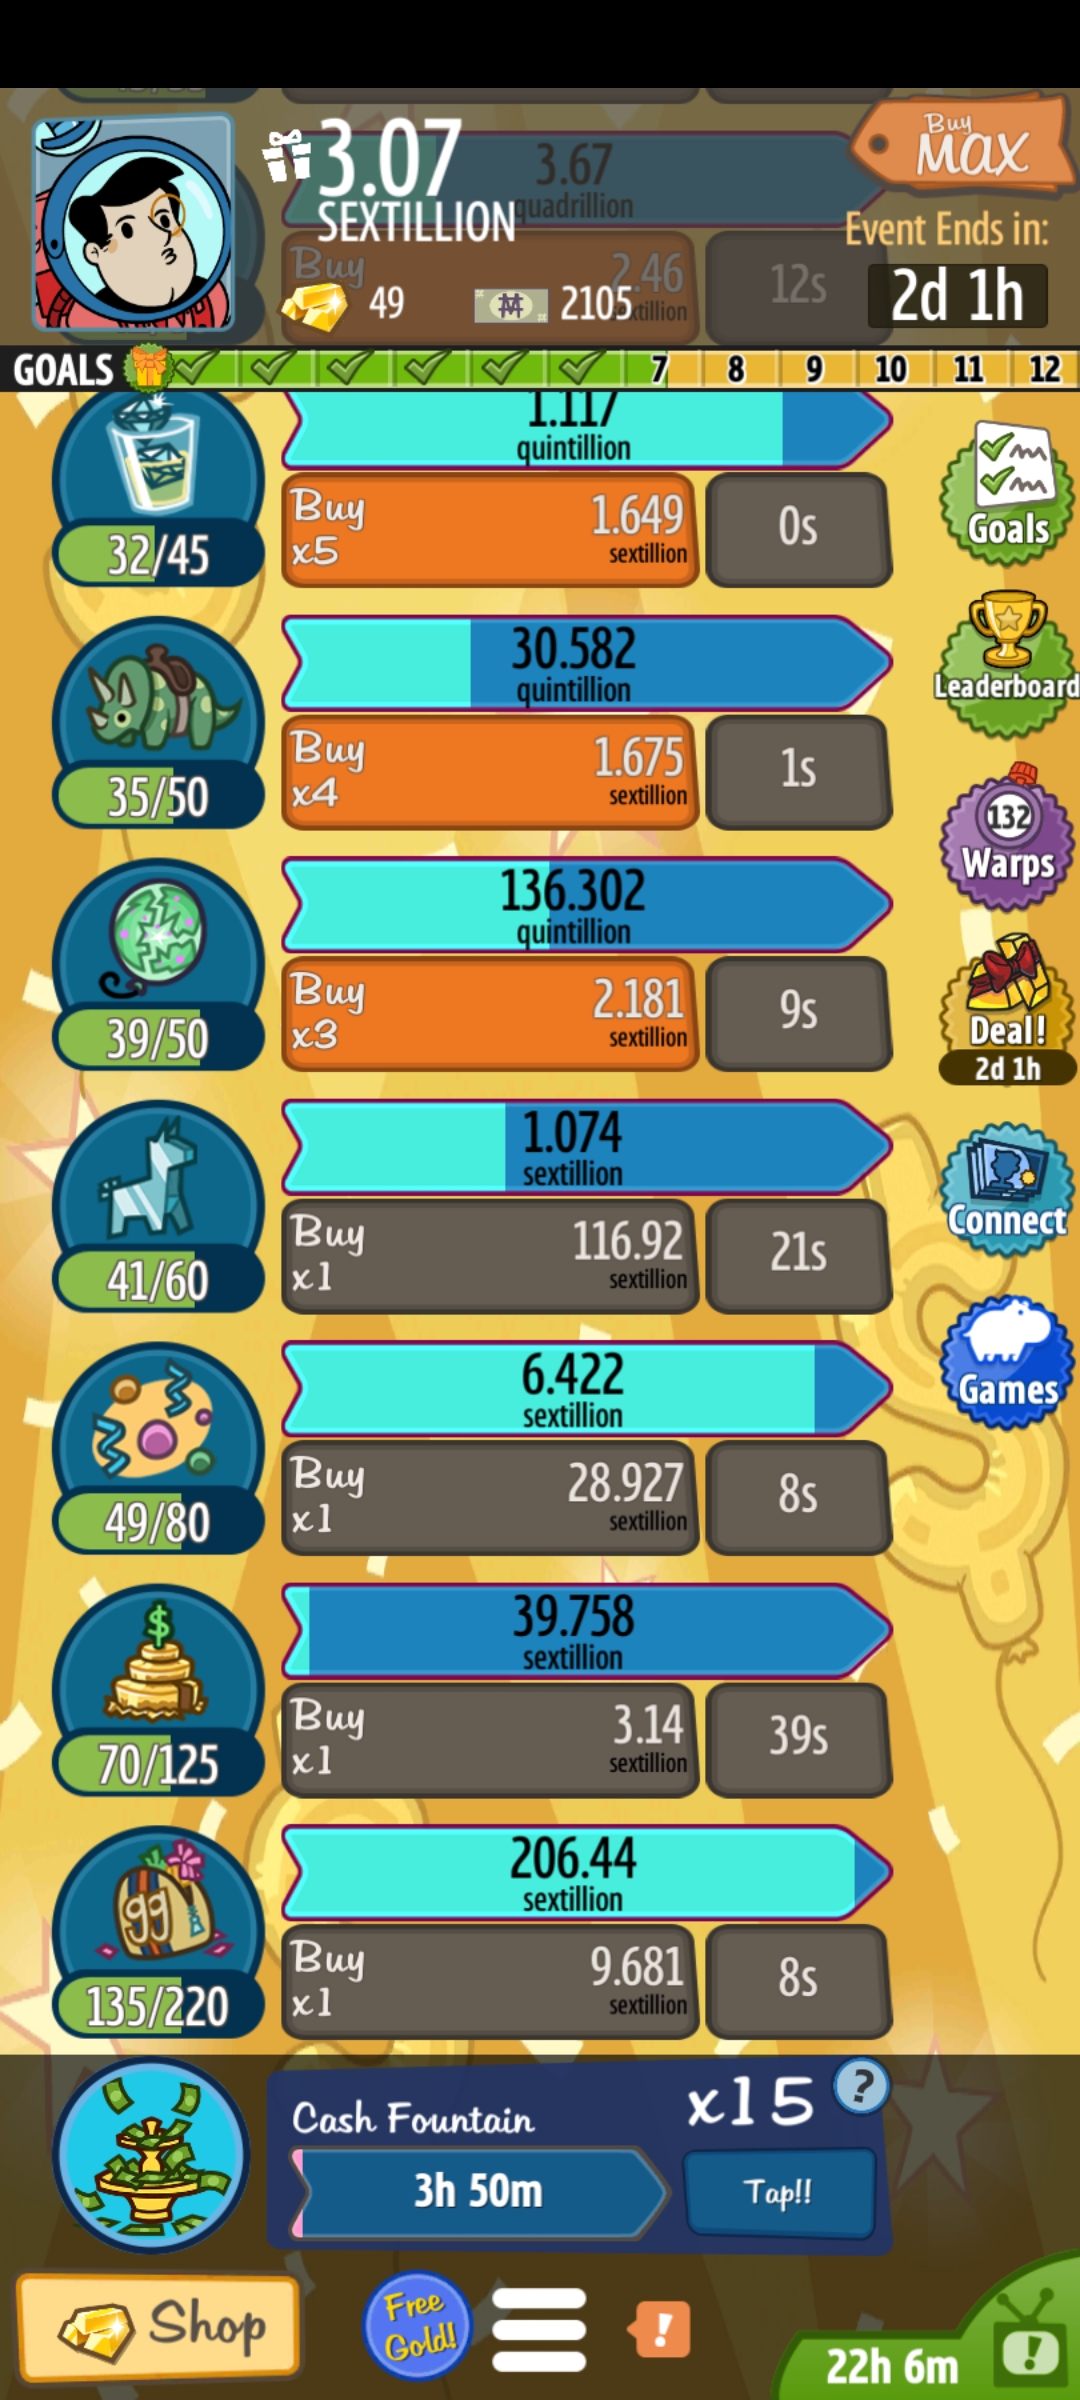 3.07
SEXTILLION
3.67
quadrillion
Buy
MAX
Event Ends in:
2d 1h
Buy
2.46
12s
49
2105
GOALS
7
8
9
10
11
12
1.117
quintillion
32/45
Buy
x5
1.649
sextillion
0s
Goals
30.582
quintillion
35/50
Buy
x4
1.675
sextillion
1s
Leaderboard
136.302
quintillion
39/50
Buy
x3
2.181
sextillion
9s
132
Warps
Deal!
2d 1h
1.074
sextillion
41/60
Buy
x1
116.92
sextillion
21s
Connect
6.422
sextillion
49/80
Buy
x1
28.927
sextillion
8s
Games
39.758
sextillion
$
70/125
Buy
x1
3.14
sextillion
39s
206.44
sextillion
99
135/220
Buy
x1
9.681
sextillion
8s
Cash Fountain
x15
?
3h 50m
Tap!!
Shop
Free
Gold!
!
22h 6m
!